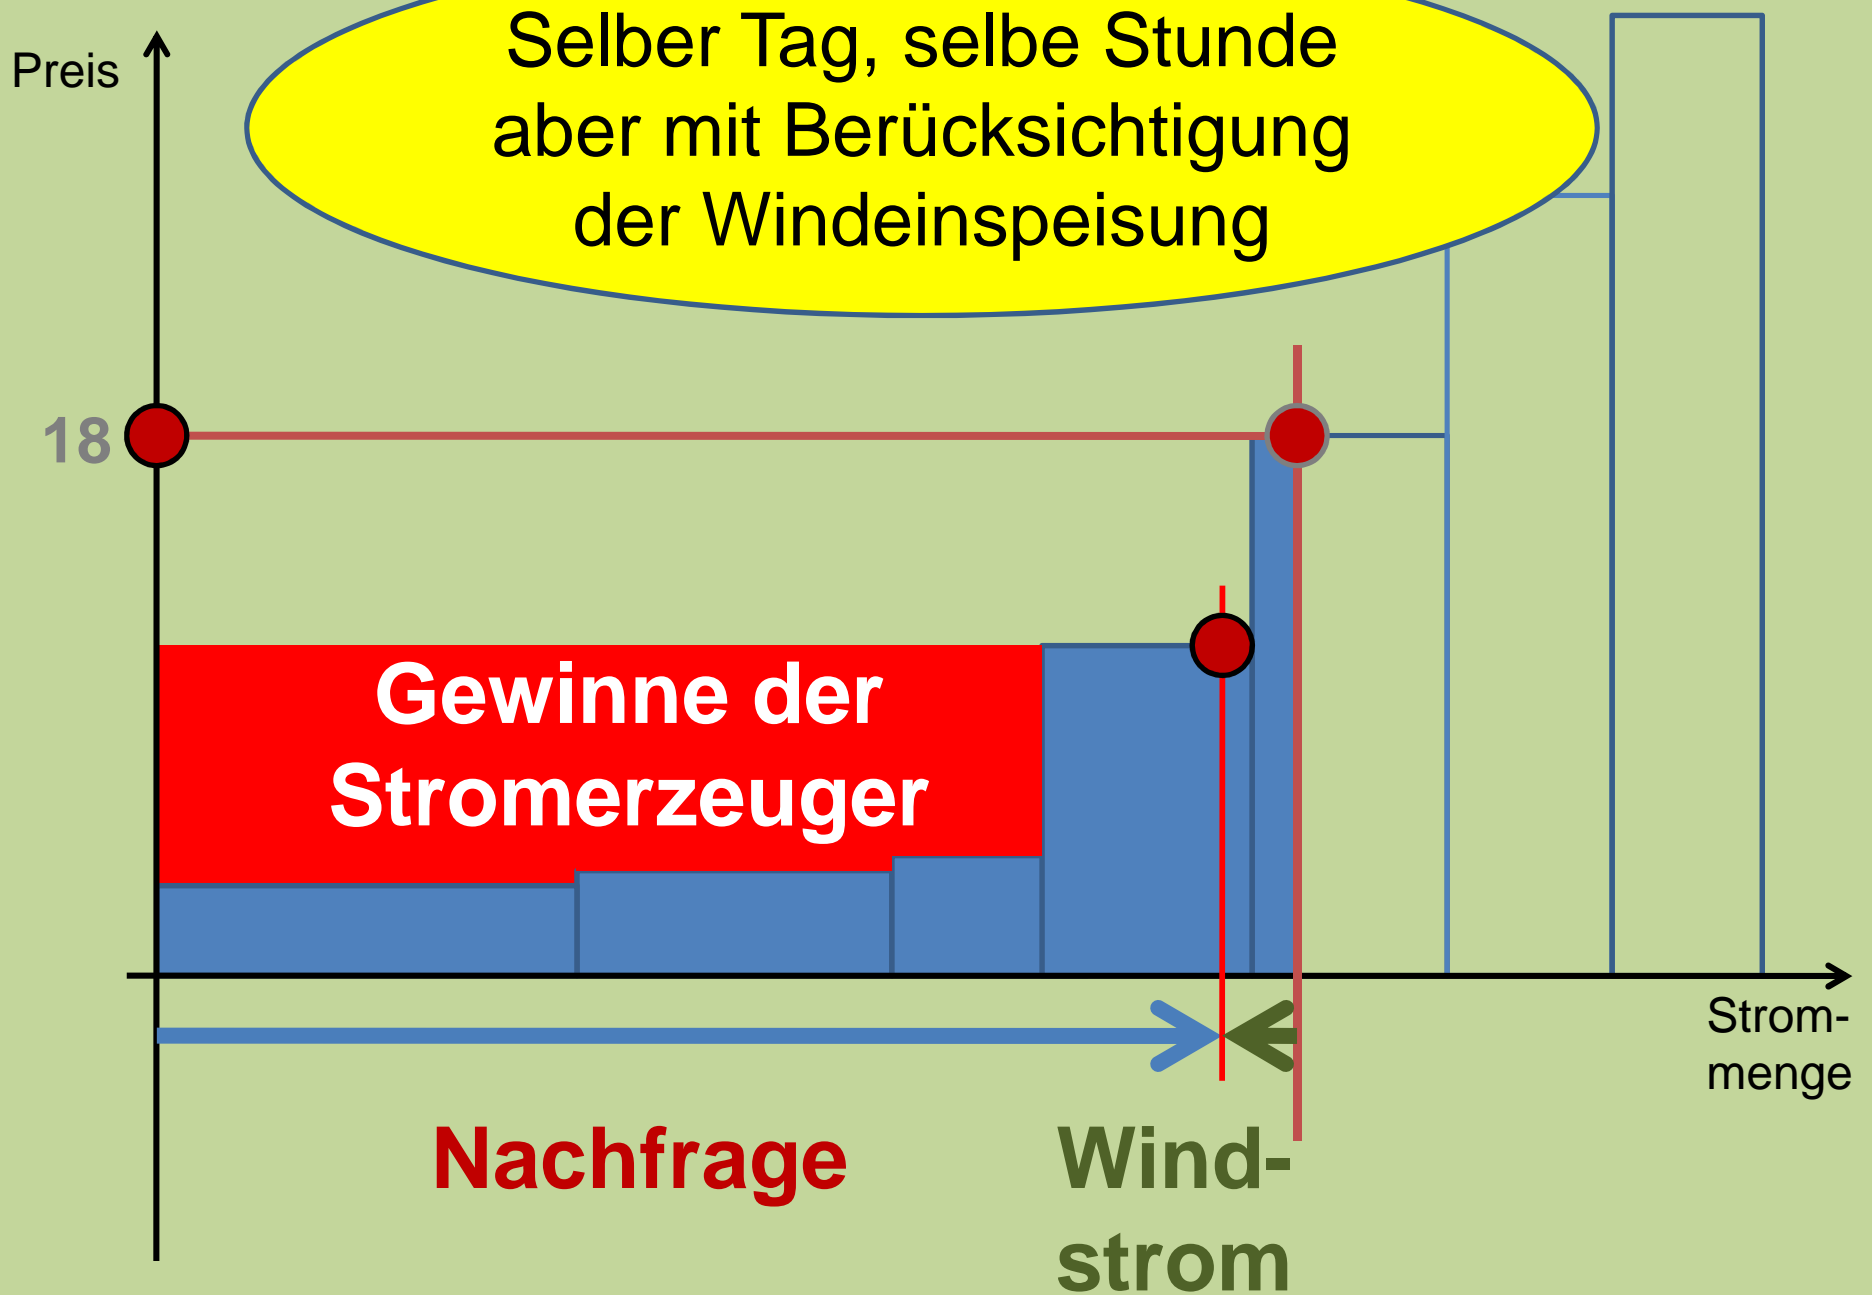 Selber Tag, selbe Stunde
aber mit Berücksichtigung
der Windeinspeisung
Preis
18
Gewinne der
Stromerzeuger
Strom-
menge
Nachfrage
Wind-
strom